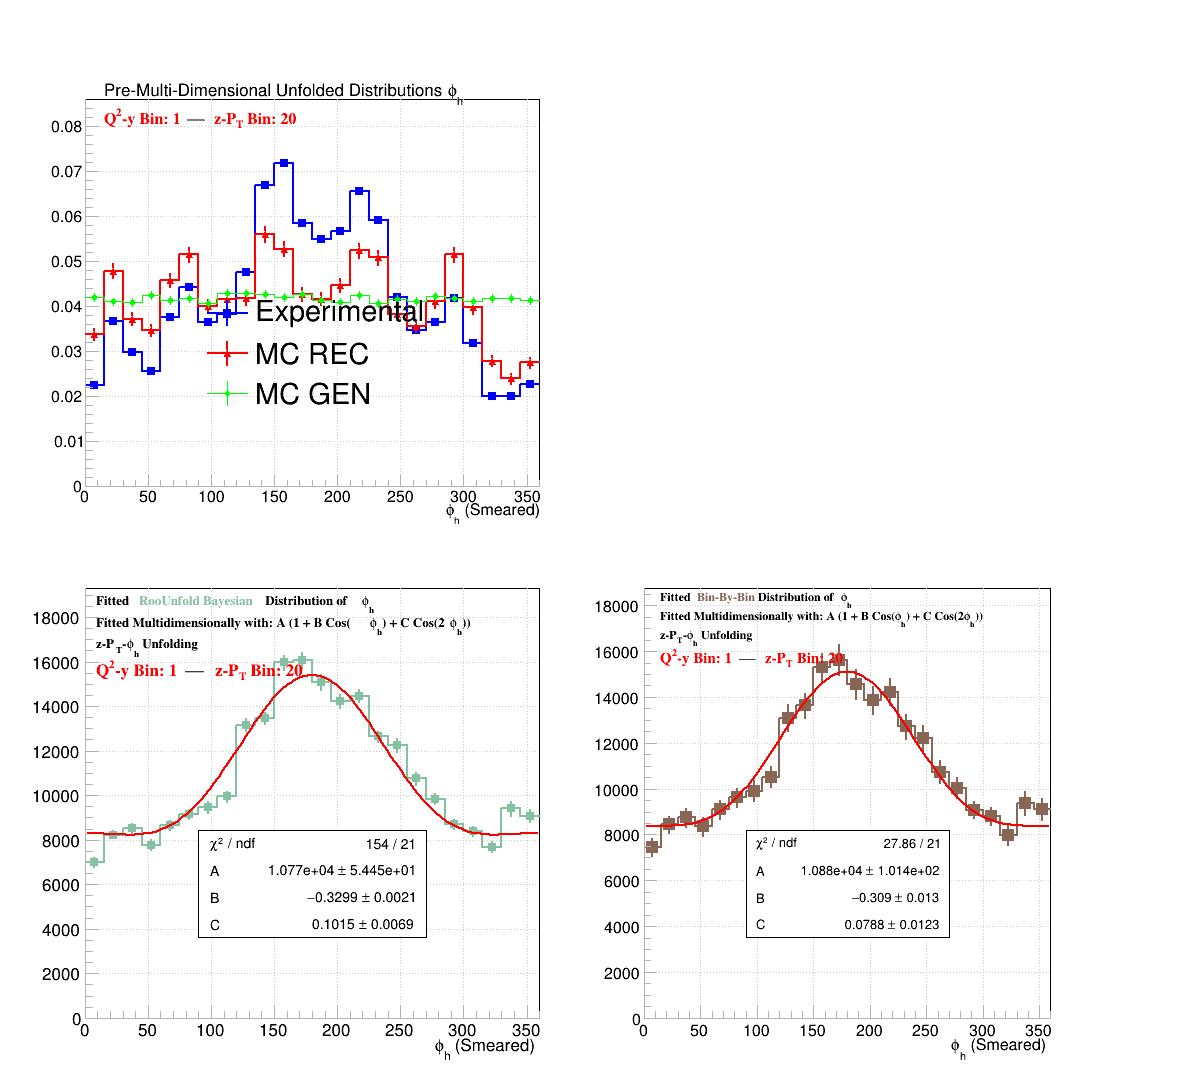 Pre-Multi-Dimensional Unfolded Distributions ϕh
Q²-y Bin: 1 — z-PT Bin: 20
0.08
0.07
0.06
0.05
0.04
0.03
0.02
0.01
0
Experimental
MC REC
MC GEN
0 50 100 150 200 250 300 350
ϕh (Smeared)
Fitted RooUnfold Bayesian Distribution of ϕh
Fitted Multidimensionally with: A (1 + B Cos( ϕh) + C Cos(2 ϕh))
z-PT-ϕh Unfolding
Q²-y Bin: 1 — z-PT Bin: 20
18000
16000
14000
12000
10000
8000
6000
4000
2000
0
χ² / ndf 154 / 21
A 1.077e+04 ± 5.445e+01
B −0.3299 ± 0.0021
C 0.1015 ± 0.0069
0 50 100 150 200 250 300 350
ϕh (Smeared)
Fitted Bin-By-Bin Distribution of ϕh
Fitted Multidimensionally with: A (1 + B Cos(ϕh) + C Cos(2ϕh))
z-PT-ϕh Unfolding
Q²-y Bin: 1 — z-PT Bin: 20
18000
16000
14000
12000
10000
8000
6000
4000
2000
0
χ² / ndf 27.86 / 21
A 1.088e+04 ± 1.014e+02
B −0.309 ± 0.013
C 0.0788 ± 0.0123
0 50 100 150 200 250 300 350
ϕh (Smeared)